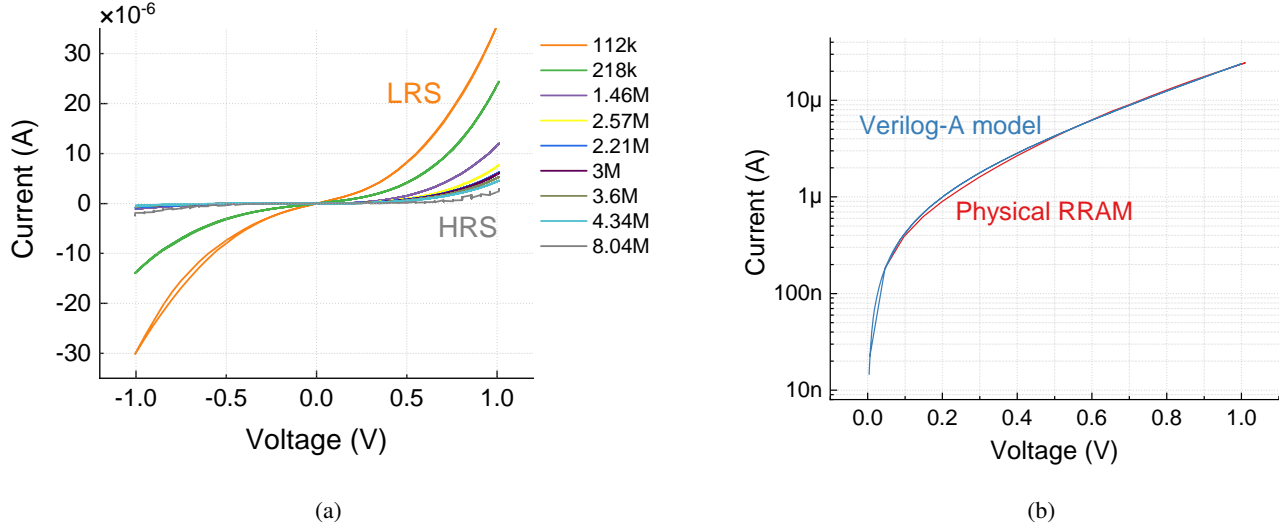 ×10⁻⁶
30
20
10
0
-10
-20
-30
Current (A)
-1.0
-0.5
0.0
0.5
1.0
Voltage (V)
LRS
HRS
112k
218k
1.46M
2.57M
2.21M
3M
3.6M
4.34M
8.04M
(a)
10µ
1µ
100n
10n
Current (A)
Verilog-A model
Physical RRAM
0.0
0.2
0.4
0.6
0.8
1.0
Voltage (V)
(b)